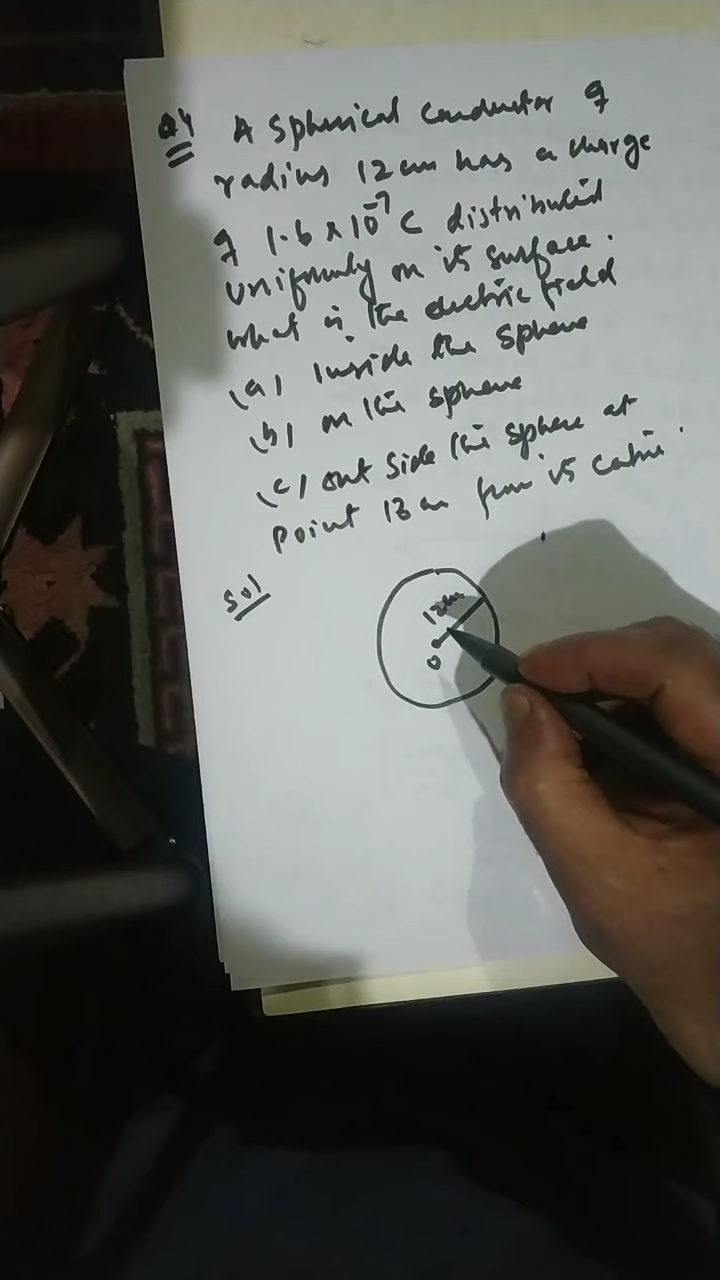 Q4 A Spherical Conductor of
radius 12 cm has a charge
of 1.6 x 10⁻⁷ C distributed
Uniformly on its surface.
what is the electric field
(a) Inside the sphere
(b) on the sphere
(c) out side the sphere at
Point 18 cm from its centre.
Sol
12cm
O